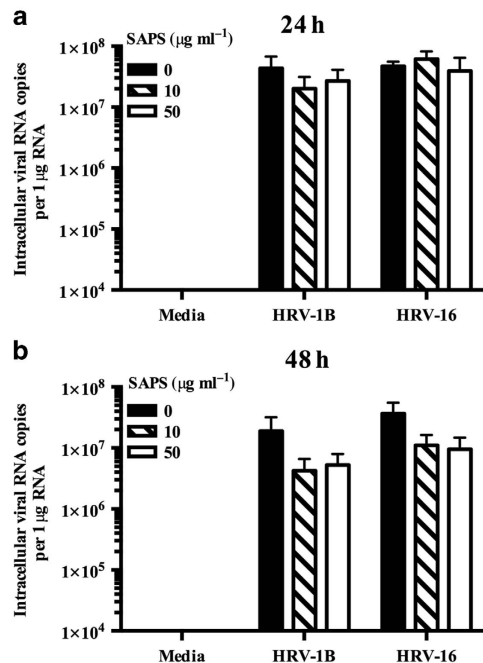 a
24 h
SAPS (μg ml⁻¹)
0
10
50
Intracellular viral RNA copies
per 1 μg RNA
1×10⁸
1×10⁷
1×10⁶
1×10⁵
1×10⁴
Media
HRV-1B
HRV-16
b
48 h
SAPS (μg ml⁻¹)
0
10
50
Intracellular viral RNA copies
per 1 μg RNA
1×10⁸
1×10⁷
1×10⁶
1×10⁵
1×10⁴
Media
HRV-1B
HRV-16